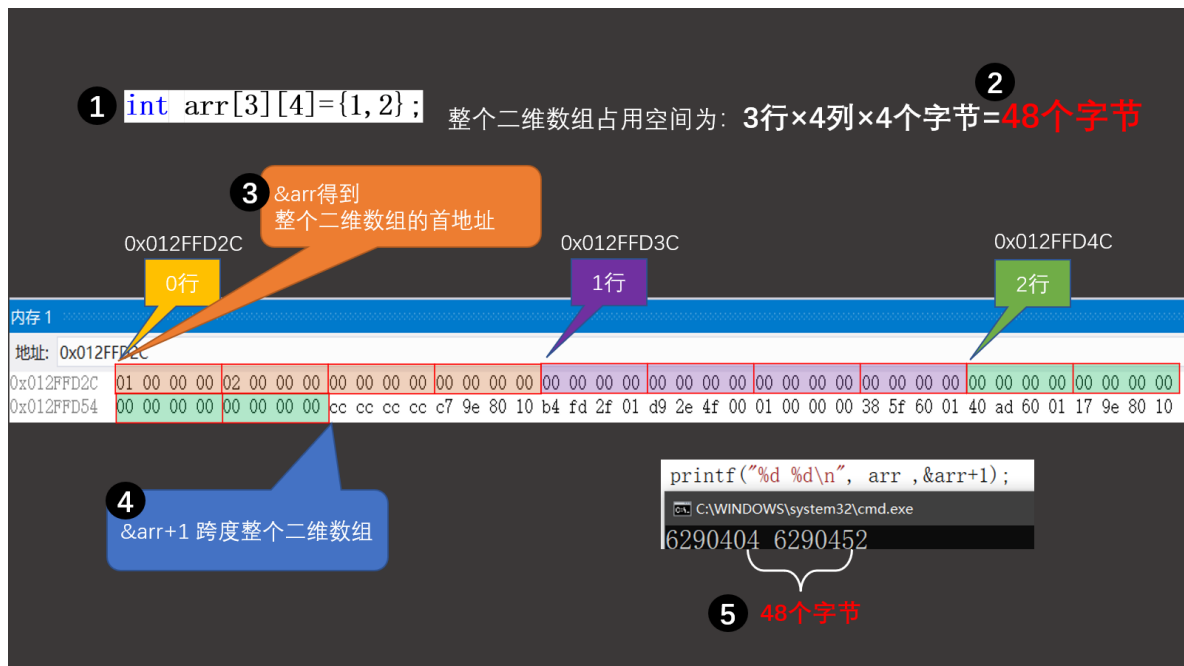 1 int arr[3][4]={1,2};
整个二维数组占用空间为：3行×4列×4个字节=48个字节
2
3 &arr得到
整个二维数组的首地址
0x012FFD2C
0x012FFD3C
0x012FFD4C
0行
1行
2行
内存 1
地址: 0x012FFD2C
0x012FFD2C 01 00 00 00 02 00 00 00 00 00 00 00 00 00 00 00 00 00 00 00 00 00 00 00 00 00 00 00 00 00 00 00 00 00 00 00 00 00 00 00
0x012FFD54 00 00 00 00 00 00 00 00 cc cc cc cc c7 9e 80 10 b4 fd 2f 01 d9 2e 4f 00 01 00 00 00 38 5f 60 01 40 ad 60 01 17 9e 80 10
4
&arr+1 跨度整个二维数组
printf("%d %d\n", arr ,&arr+1);
C:\WINDOWS\system32\cmd.exe
6290404 6290452
5 48个字节